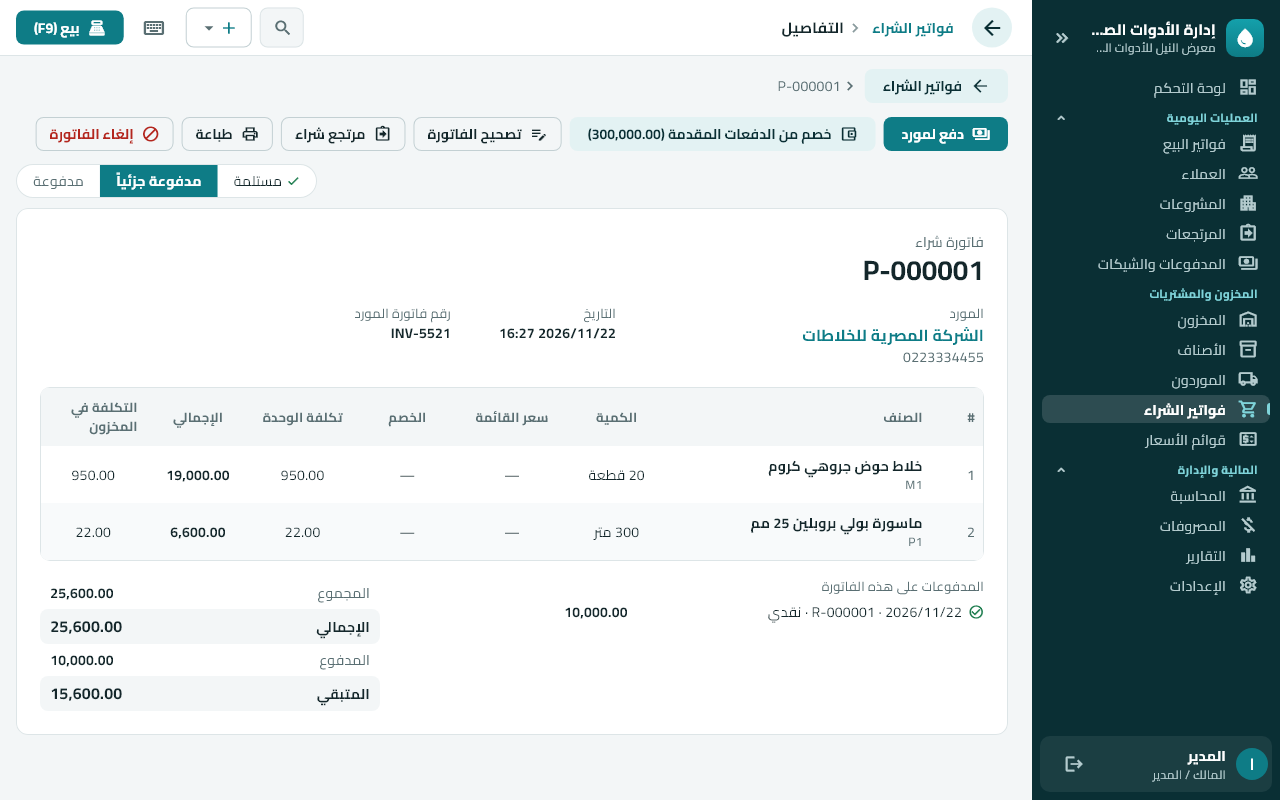 إدارة الأدوات الصـ...
معرض النيل للأدوات الـ...
لوحة التحكم
العمليات اليومية
فواتير البيع
العملاء
المشروعات
المرتجعات
المدفوعات والشيكات
المخزون والمشتريات
المخزون
الأصناف
الموردون
فواتير الشراء
قوائم الأسعار
المالية والإدارة
المحاسبة
المصروفات
التقارير
الإعدادات
المدير
المالك / المدير
فواتير الشراء
التفاصيل
بيع (F9)
فواتير الشراء
P-000001
دفع لمورد
خصم من الدفعات المقدمة (300,000.00)
تصحيح الفاتورة
مرتجع شراء
طباعة
إلغاء الفاتورة
مستلمة
مدفوعة جزئياً
مدفوعة
فاتورة شراء
P-000001
المورد
الشركة المصرية للخلاطات
0223334455
التاريخ
2026/11/22 16:27
رقم فاتورة المورد
INV-5521
# الصنف الكمية سعر القائمة الخصم تكلفة الوحدة الإجمالي التكلفة في المخزون
1 خلاط حوض جروهي كروم 20 قطعة — — 950.00 19,000.00 950.00
M1
2 ماسورة بولي بروبلين 25 مم 300 متر — — 22.00 6,600.00 22.00
P1
المدفوعات على هذه الفاتورة
2026/11/22 · R-000001 · نقدي 10,000.00
المجموع 25,600.00
الإجمالي 25,600.00
المدفوع 10,000.00
المتبقي 15,600.00